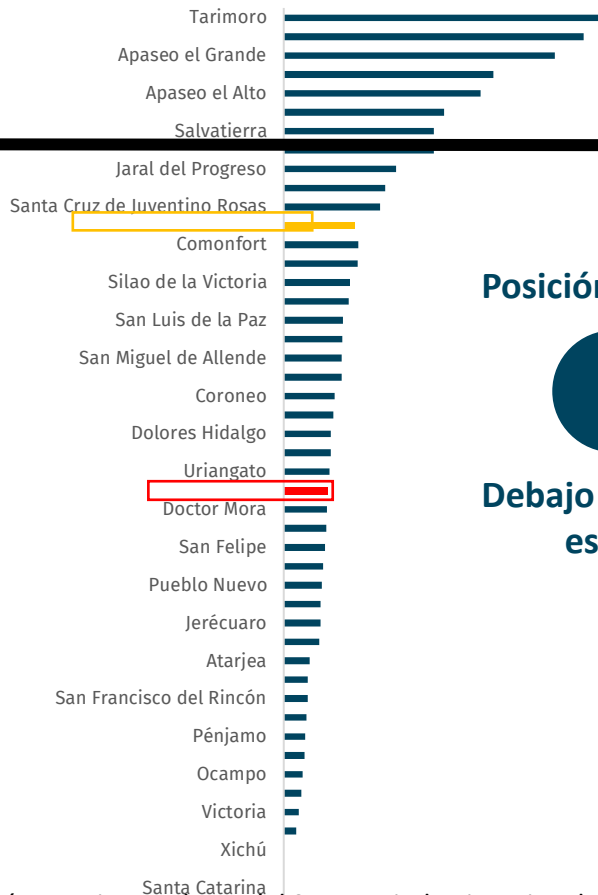 Tarimoro
Apaseo el Grande
Apaseo el Alto
Salvatierra
Jaral del Progreso
Santa Cruz de Juventino Rosas
Comonfort
Silao de la Victoria
Posición
San Luis de la Paz
San Miguel de Allende
Coroneo
Dolores Hidalgo
Uriangato
Debajo
Doctor Mora
es
San Felipe
Pueblo Nuevo
Jerécuaro
Atarjea
San Francisco del Rincón
Pénjamo
Ocampo
Victoria
Xichú
Santa Catarina